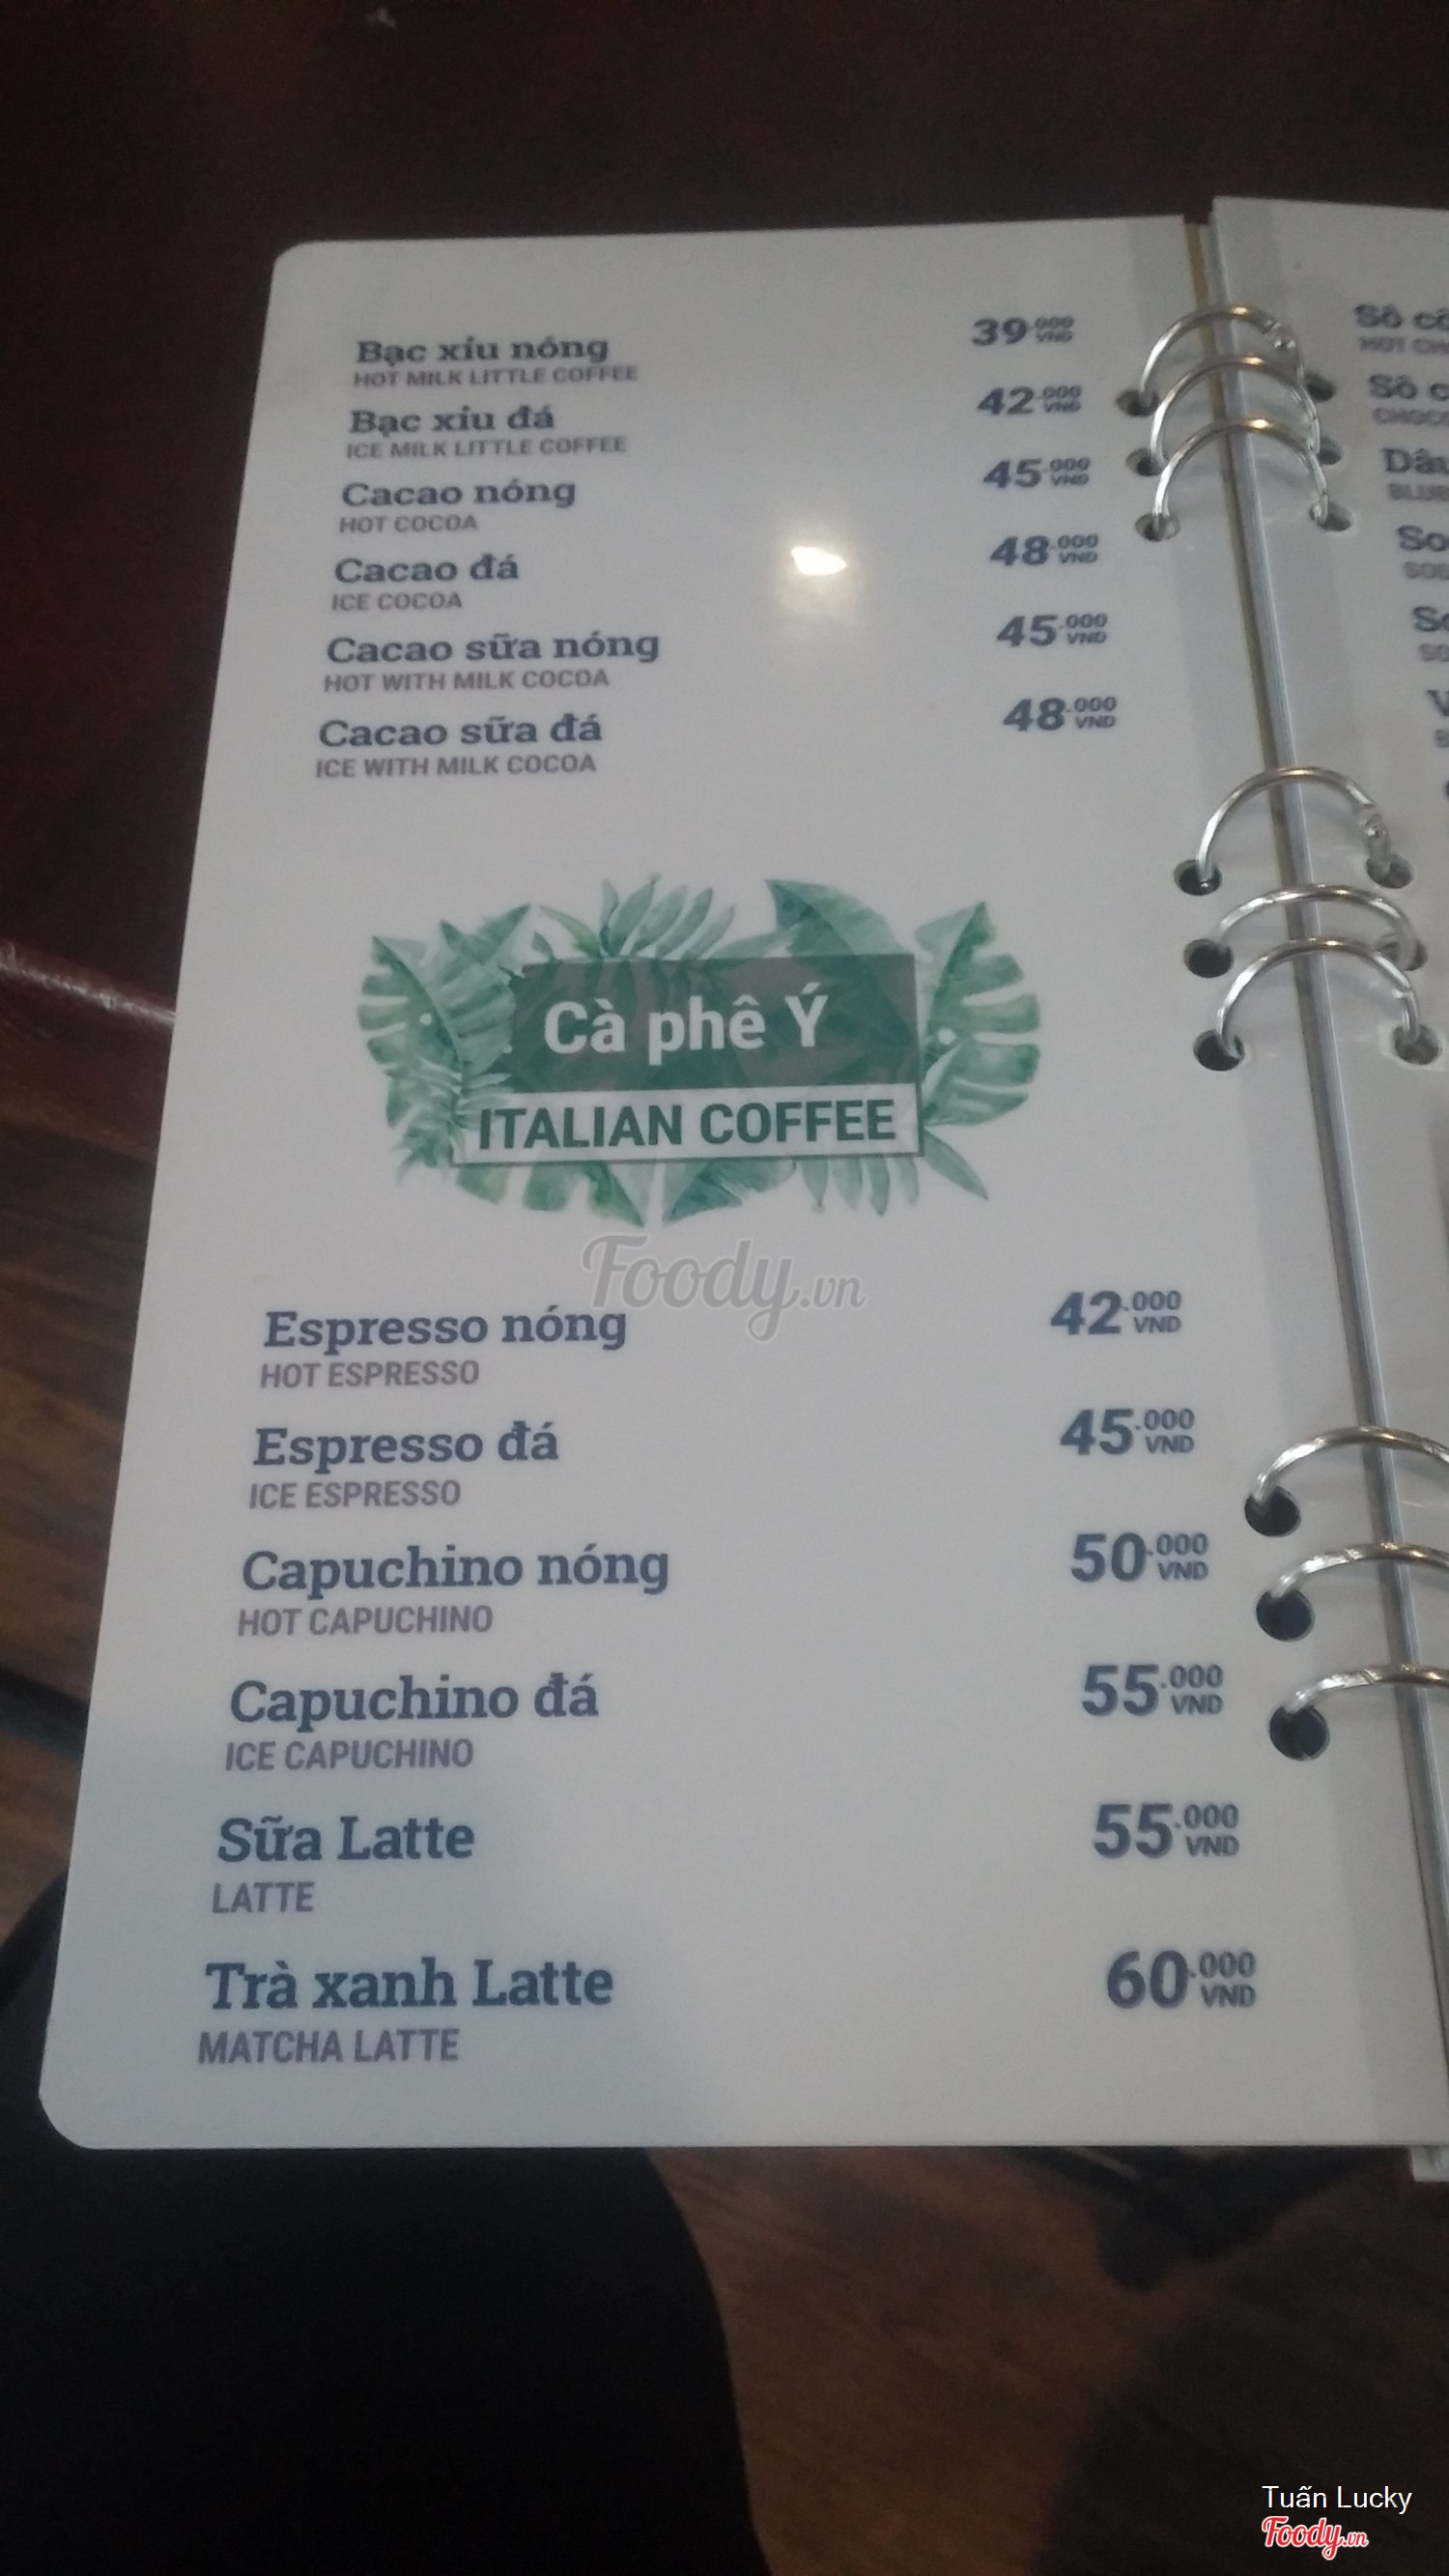 Bạc xỉu nóng 39.000 VND
HOT MILK LITTLE COFFEE
Bạc xỉu đá 42.000 VND
ICE MILK LITTLE COFFEE
Cacao nóng 45.000 VND
HOT COCOA
Cacao đá 48.000 VND
ICE COCOA
Cacao sữa nóng 45.000 VND
HOT WITH MILK COCOA
Cacao sữa đá 48.000 VND
ICE WITH MILK COCOA
Cà phê Ý
ITALIAN COFFEE
Foody.vn
Espresso nóng 42.000 VND
HOT ESPRESSO
Espresso đá 45.000 VND
ICE ESPRESSO
Capuchino nóng 50.000 VND
HOT CAPUCHINO
Capuchino đá 55.000 VND
ICE CAPUCHINO
Sữa Latte 55.000 VND
LATTE
Trà xanh Latte 60.000 VND
MATCHA LATTE
Sô
HOT
Sô
Tuấn Lucky
Foody.vn